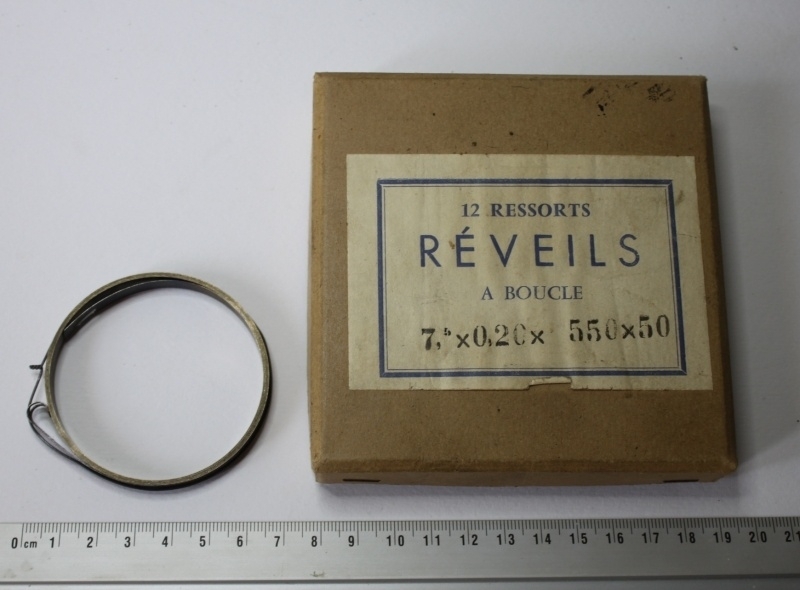 12 RESSORTS
RÉVEILS
A BOUCLE
7,⁵×0,20× 550×50
0 cm 1 2 3 4 5 6 7 8 9 10 11 12 13 14 15 16 17 18 19 20 2